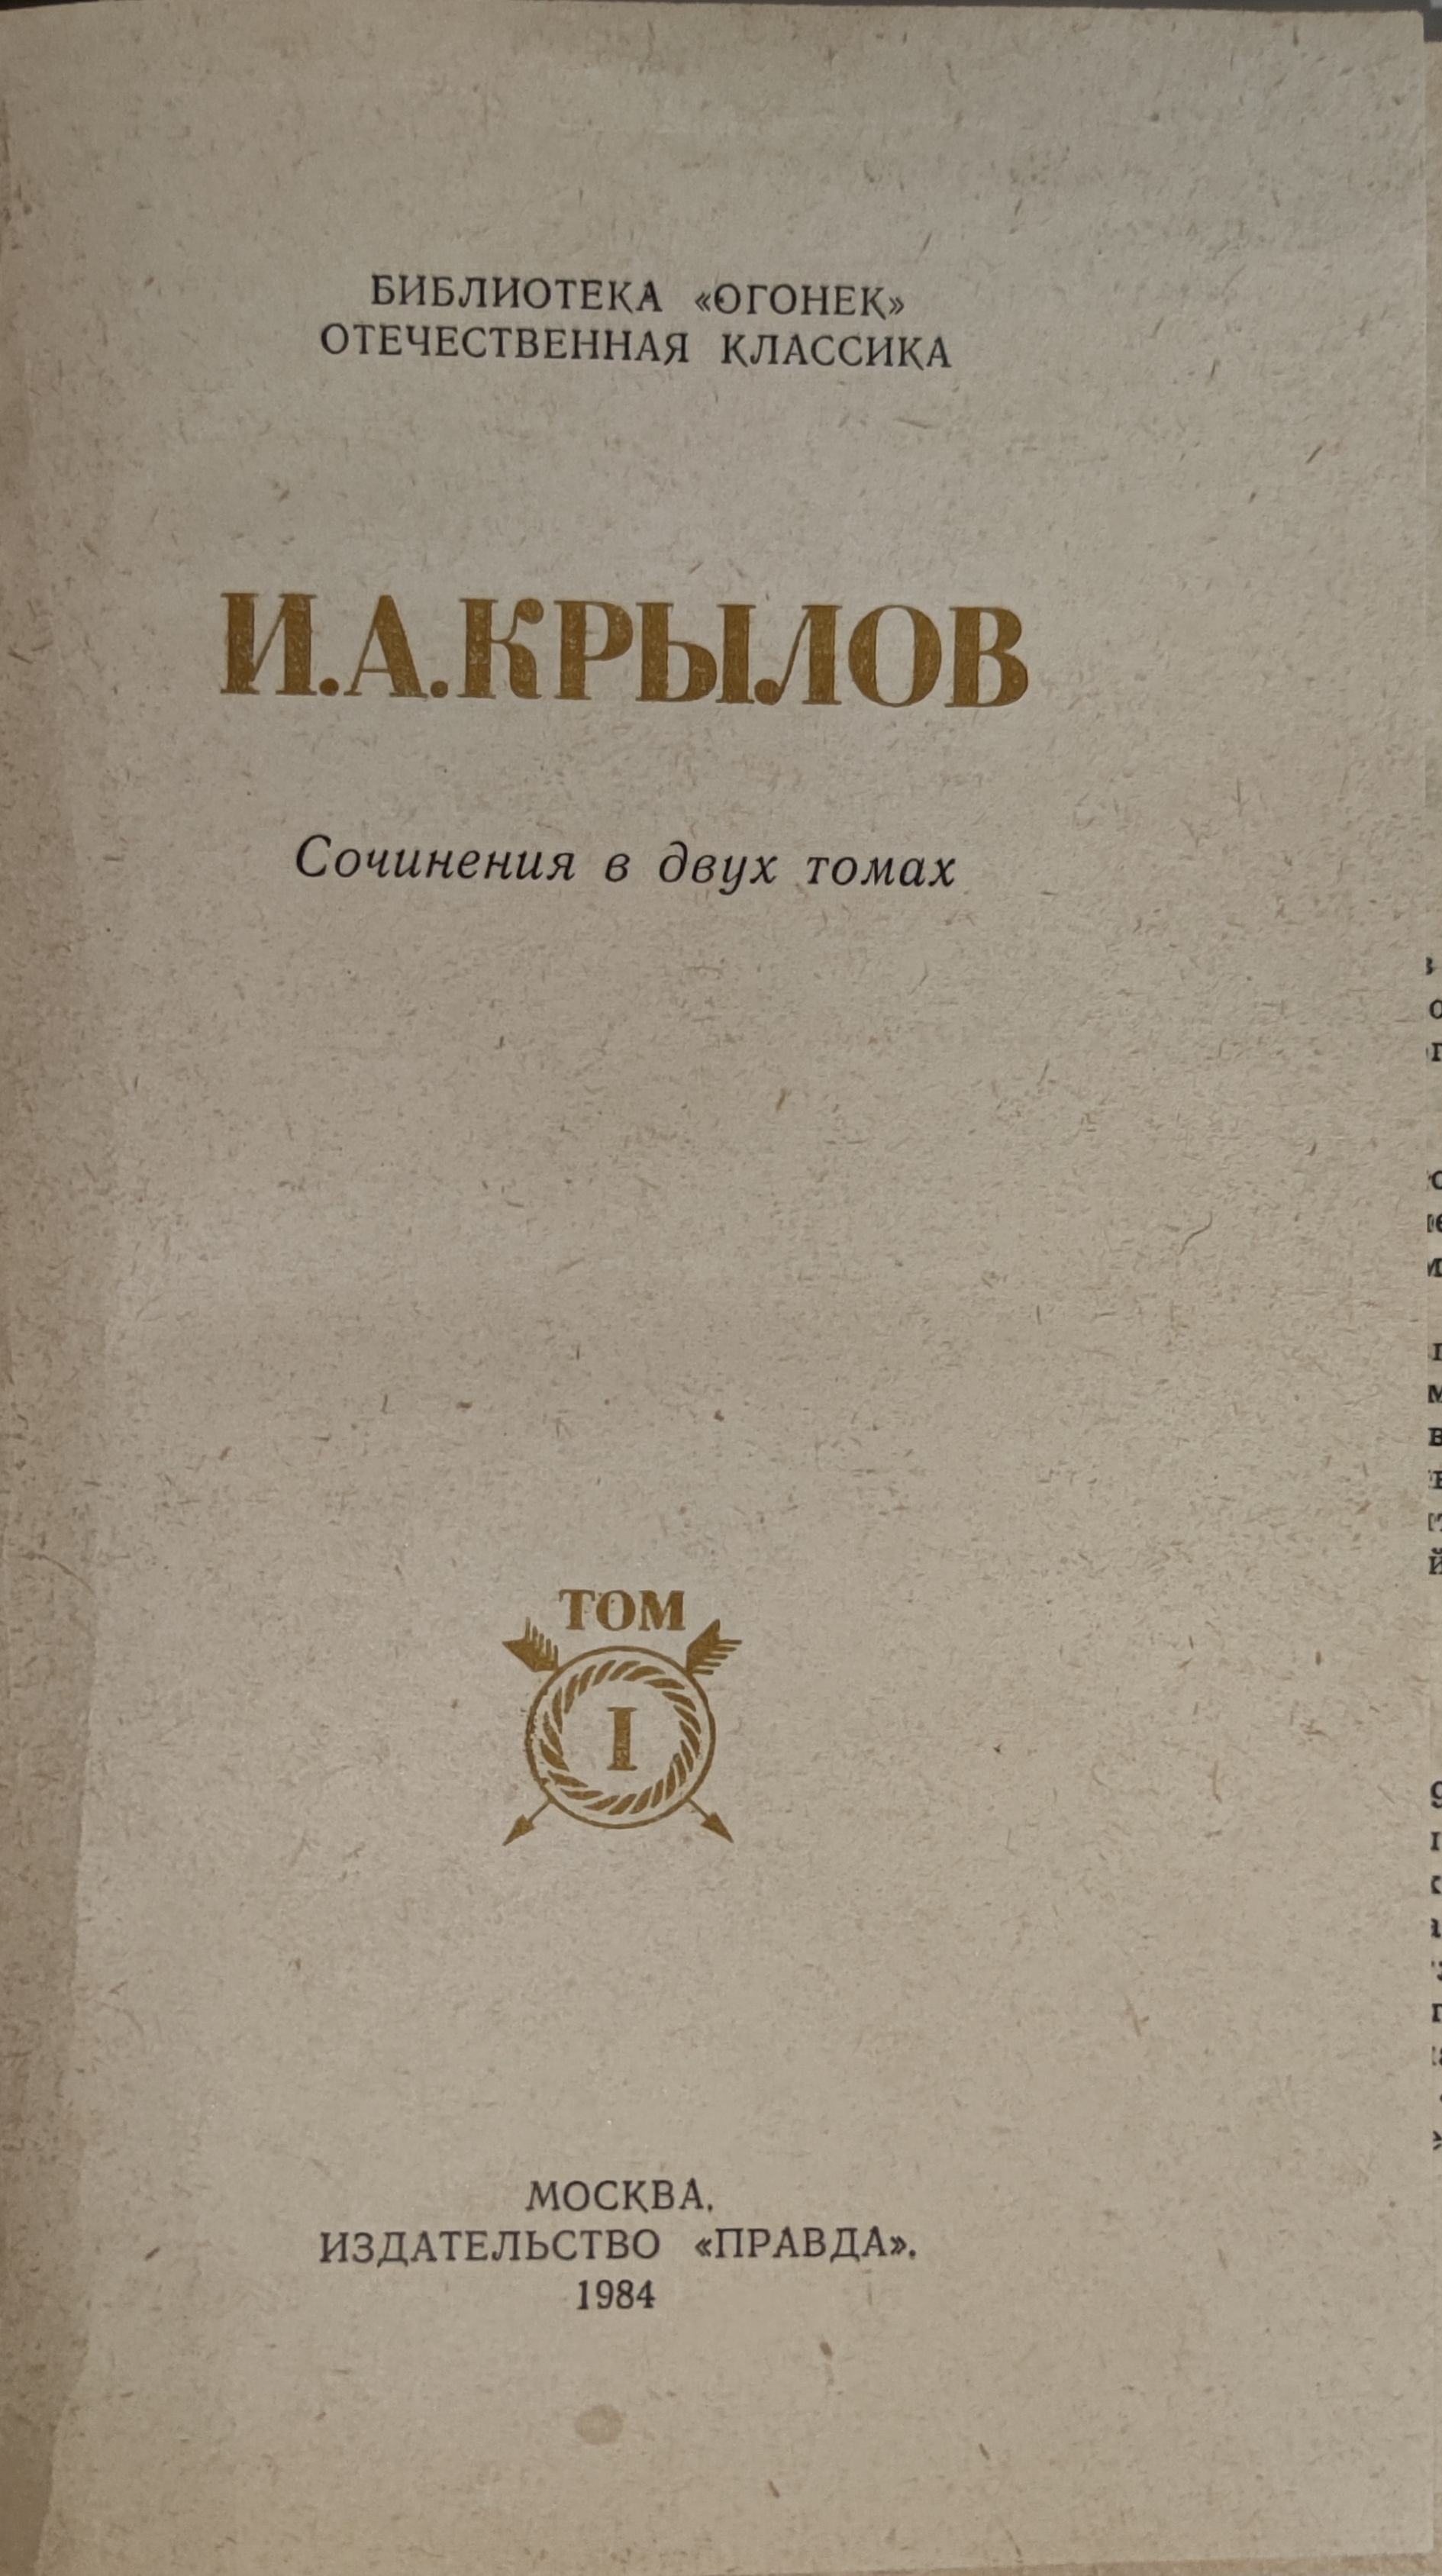 БИБЛИОТЕКА «ОГОНЕК»
ОТЕЧЕСТВЕННАЯ КЛАССИКА
И.А.КРЫЛОВ
Сочинения в двух томах
ТОМ
I
МОСКВА.
ИЗДАТЕЛЬСТВО «ПРАВДА».
1984